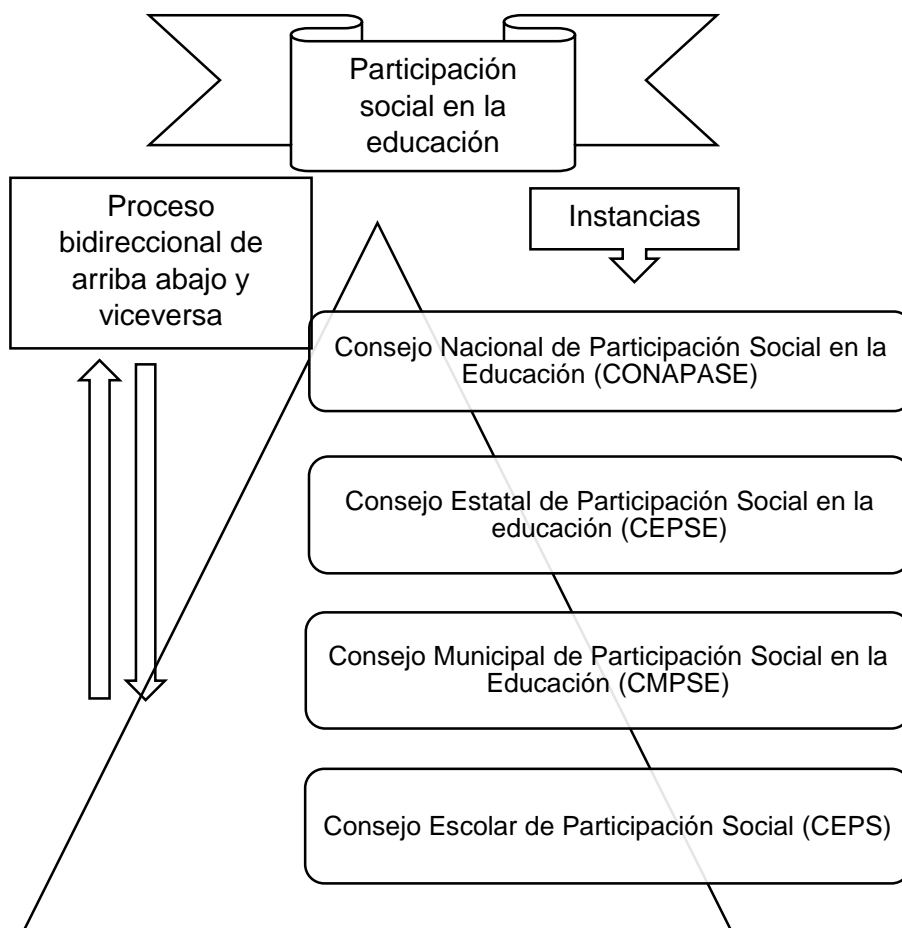 Participación
social en la
educación
Proceso
bidireccional de
arriba abajo y
viceversa
Instancias
Consejo Nacional de Participación Social en la
Educación (CONAPASE)
Consejo Estatal de Participación Social en la
educación (CEPSE)
Consejo Municipal de Participación Social en la
Educación (CMPSE)
Consejo Escolar de Participación Social (CEPS)